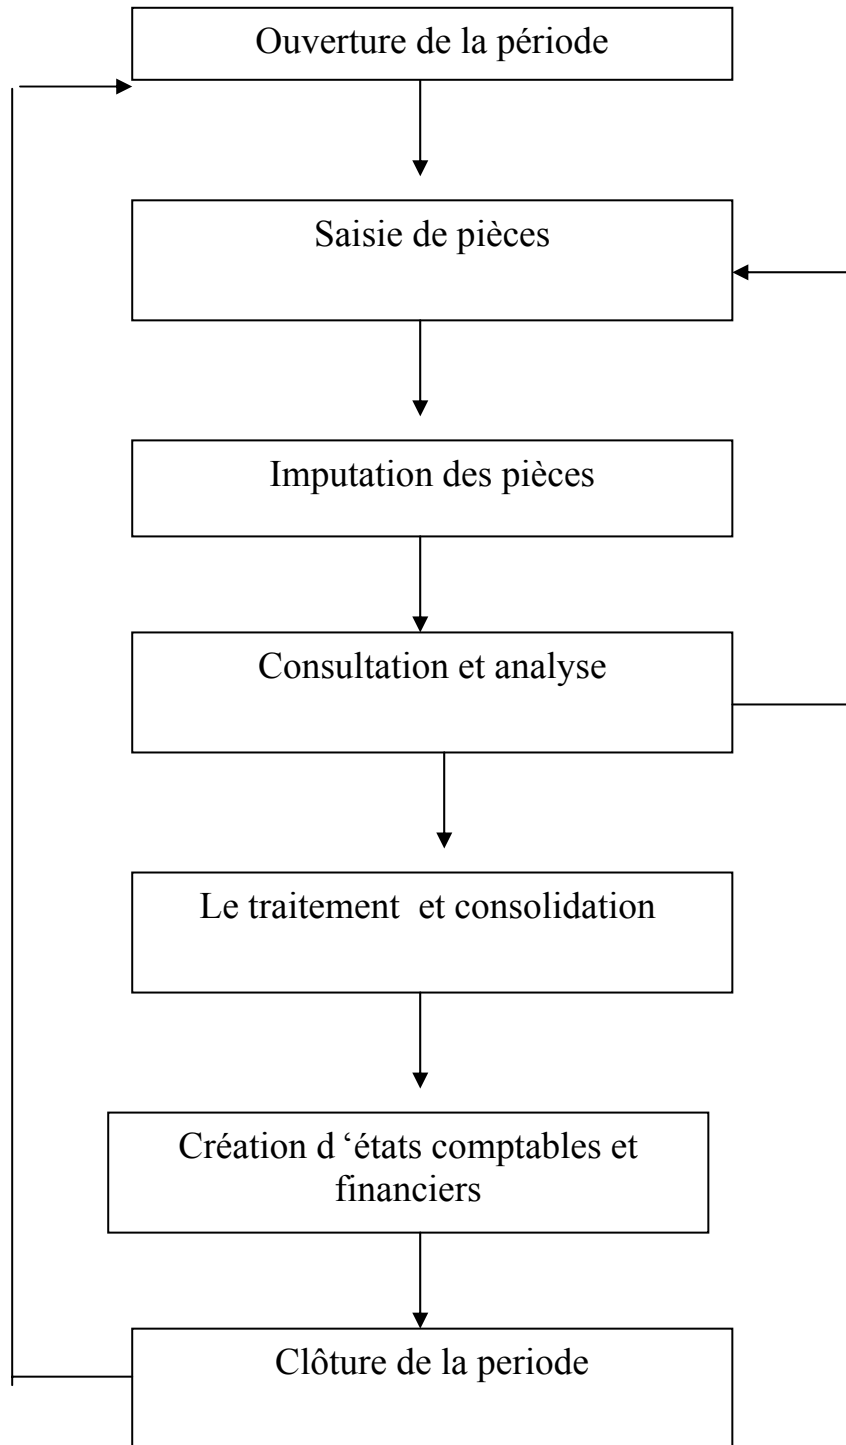 Ouverture de la période
Saisie de pièces
Imputation des pièces
Consultation et analyse
Le traitement  et consolidation
Création d ‘états comptables et
financiers
Clôture de la periode